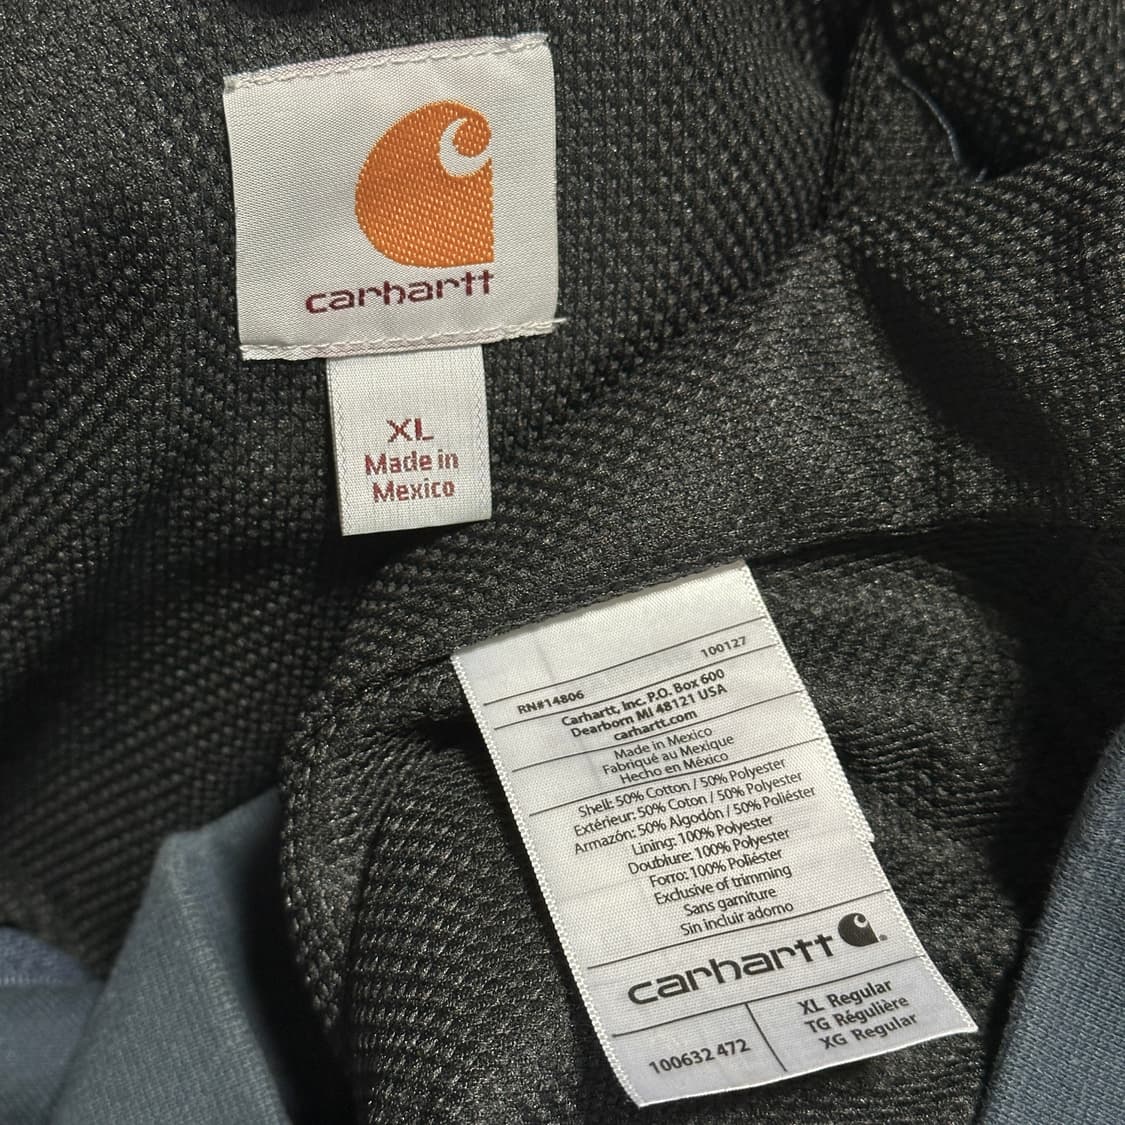 carhartt
XL
Made in
Mexico
RN#14806 100127
Carhartt, Inc. P.O. Box 600
Dearborn MI 48121 USA
carhartt.com
Made in Mexico
Fabriqué au Mexique
Hecho en México
Shell: 50% Cotton / 50% Polyester
Extérieur: 50% Coton / 50% Polyester
Armazón: 50% Algodón / 50% Poliéster
Lining: 100% Polyester
Doublure: 100% Polyester
Forro: 100% Poliéster
Exclusive of trimming
Sans garniture
Sin incluir adorno
carhartt
XL Regular
TG Régulière
XG Regular
100632 472